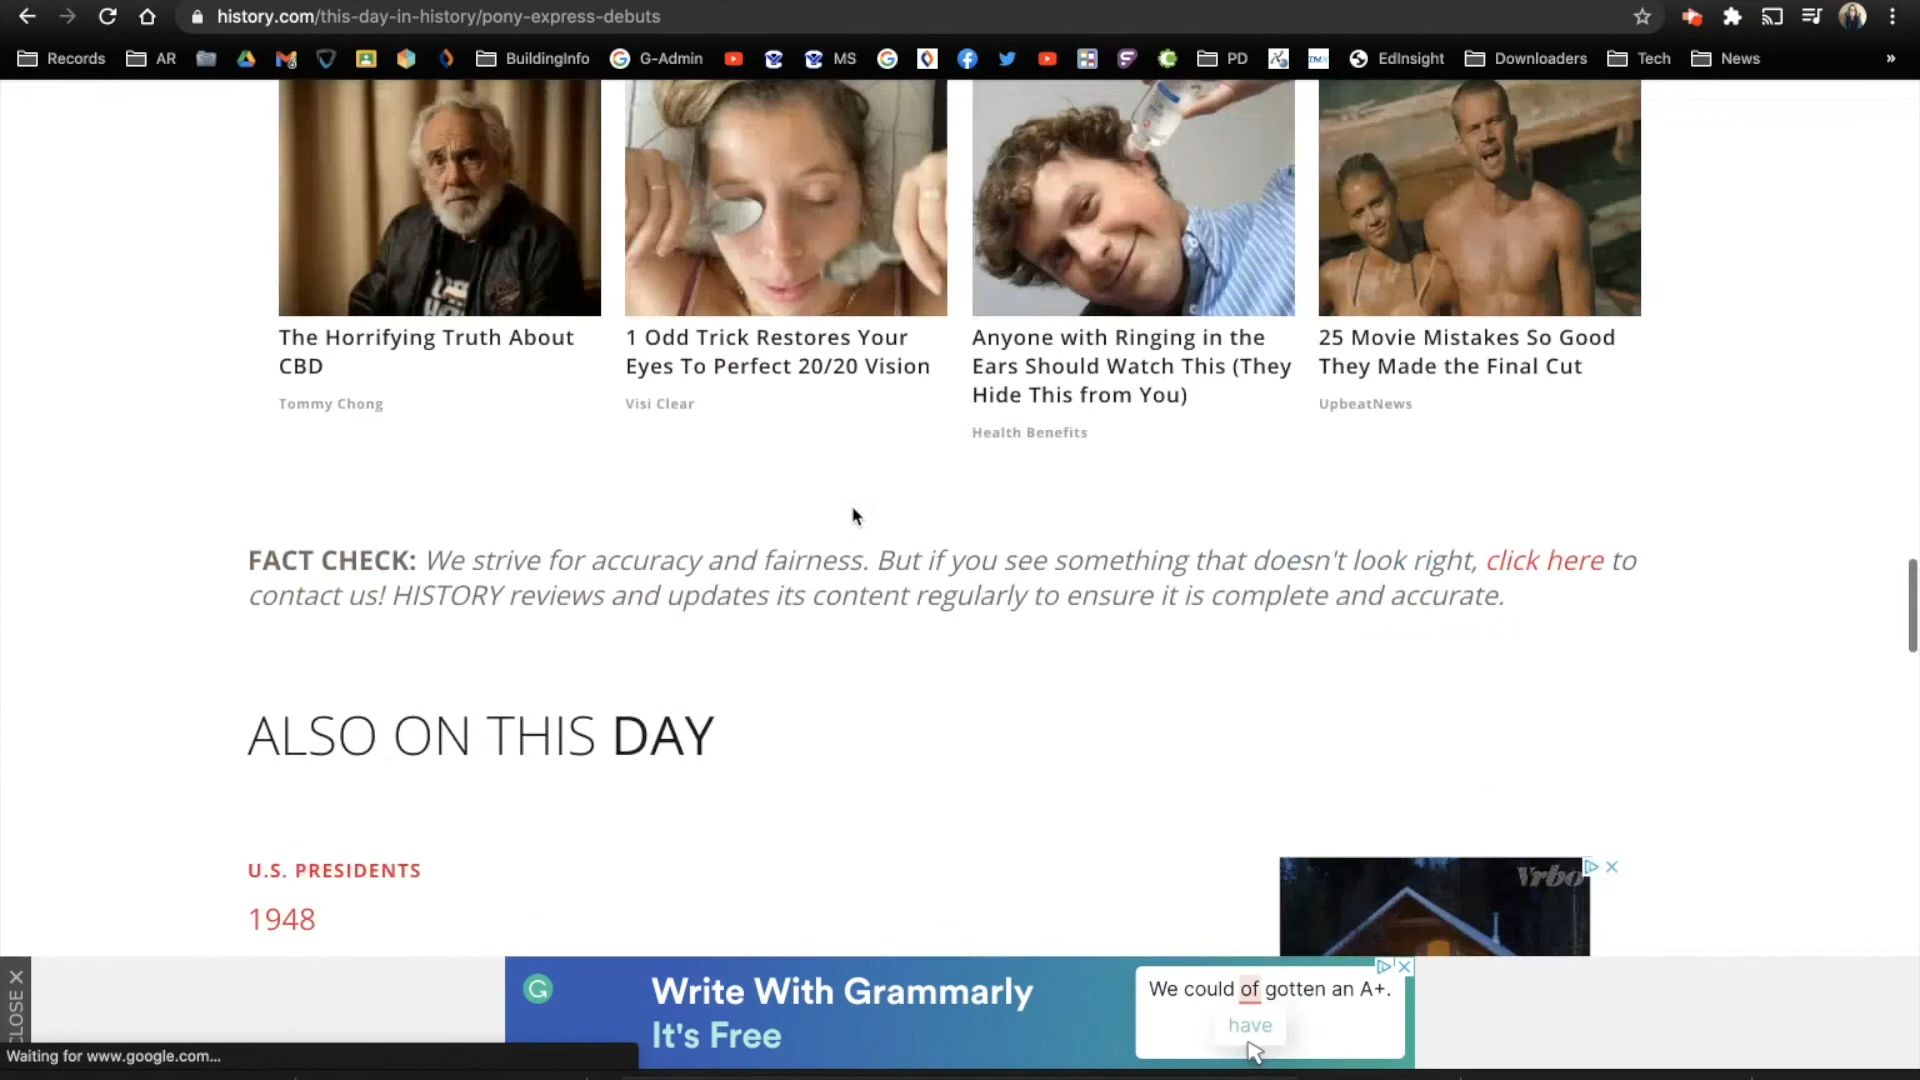 history.com/this-day-in-history/pony-express-debuts
Records
AR
BuildingInfo
G-Admin
MS
PD
TMX
EdInsight
Downloaders
Tech
News
»
The Horrifying Truth About
CBD
Tommy Chong
1 Odd Trick Restores Your
Eyes To Perfect 20/20 Vision
Visi Clear
Anyone with Ringing in the
Ears Should Watch This (They
Hide This from You)
Health Benefits
25 Movie Mistakes So Good
They Made the Final Cut
UpbeatNews
FACT CHECK: We strive for accuracy and fairness. But if you see something that doesn't look right, click here to
contact us! HISTORY reviews and updates its content regularly to ensure it is complete and accurate.
ALSO ON THIS DAY
U.S. PRESIDENTS
1948
Vrbo
CLOSE X
Write With Grammarly
It's Free
We could of gotten an A+.
have
Waiting for www.google.com...